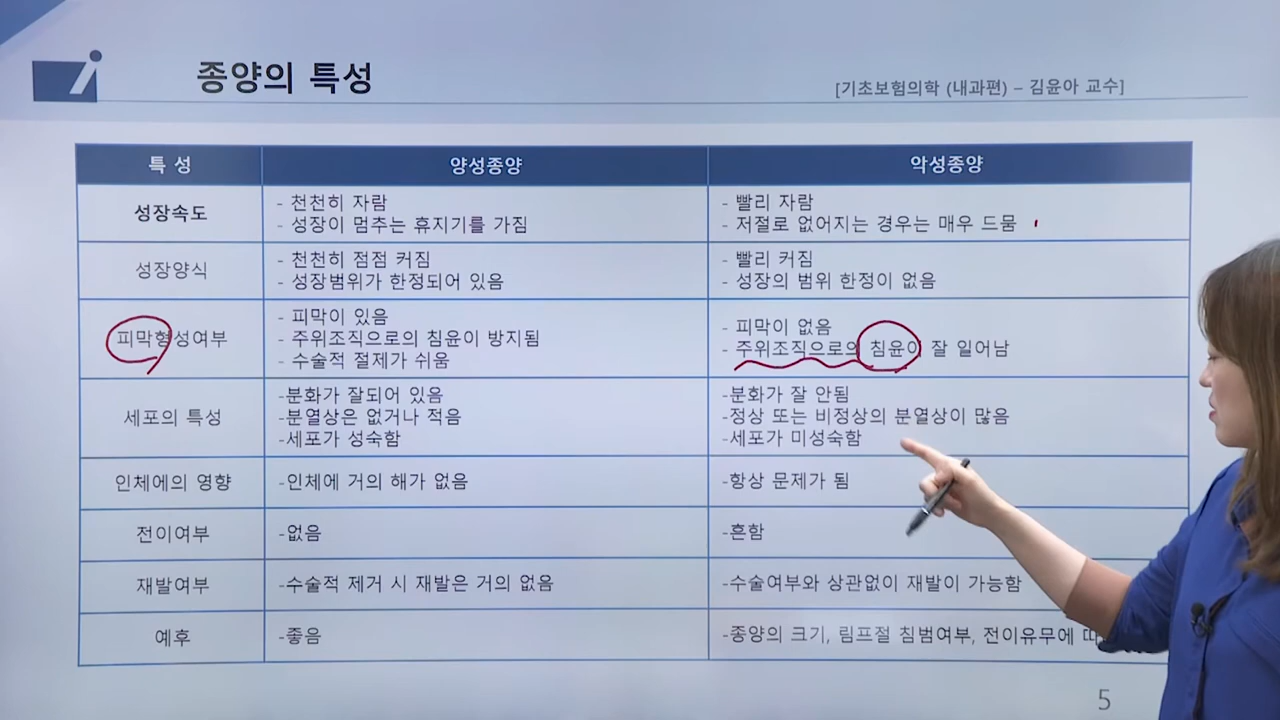 종양의 특성
[기초보험의학 (내과편) – 김윤아 교수]
특 성
양성종양
악성종양
성장속도
- 천천히 자람
- 성장이 멈추는 휴지기를 가짐
- 빨리 자람
- 저절로 없어지는 경우는 매우 드뭄
성장양식
- 천천히 점점 커짐
- 성장범위가 한정되어 있음
- 빨리 커짐
- 성장의 범위 한정이 없음
피막형성여부
- 피막이 있음
- 주위조직으로의 침윤이 방지됨
- 수술적 절제가 쉬움
- 피막이 없음
- 주위조직으로의 침윤이 잘 일어남
세포의 특성
-분화가 잘되어 있음
-분열상은 없거나 적음
-세포가 성숙함
-분화가 잘 안됨
-정상 또는 비정상의 분열상이 많음
-세포가 미성숙함
인체에의 영향
-인체에 거의 해가 없음
-항상 문제가 됨
전이여부
-없음
-흔함
재발여부
-수술적 제거 시 재발은 거의 없음
-수술여부와 상관없이 재발이 가능함
예후
-좋음
-종양의 크기, 림프절 침범여부, 전이유무에
5